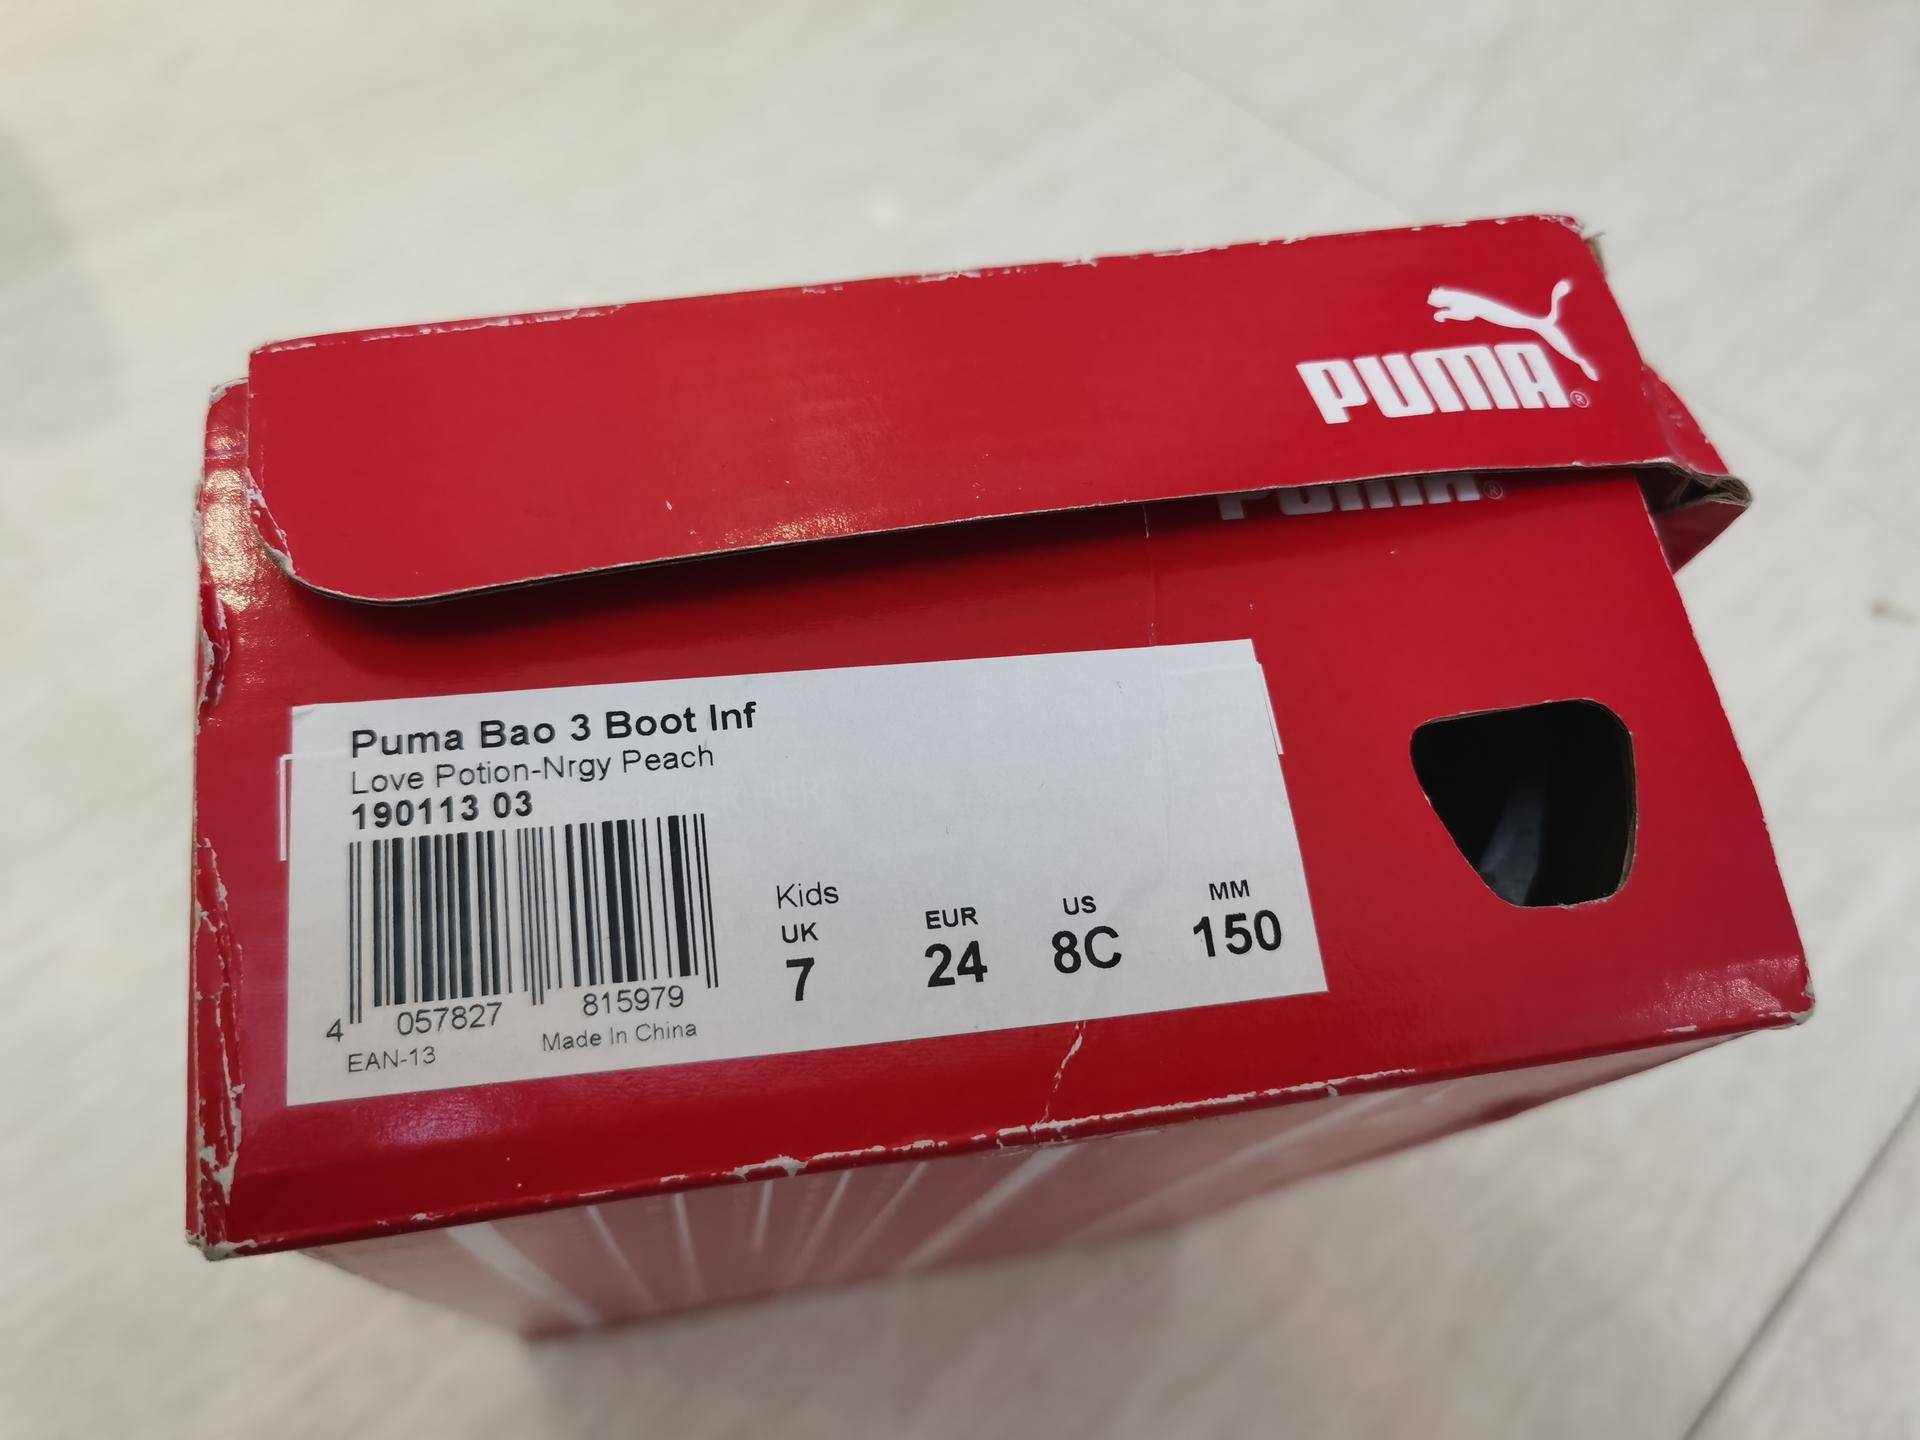 PUMA®
PUMA®
Puma Bao 3 Boot Inf
Love Potion-Nrgy Peach
190113 03
Kids
UK EUR US MM
7 24 8C 150
4 057827 815979
EAN-13 Made In China